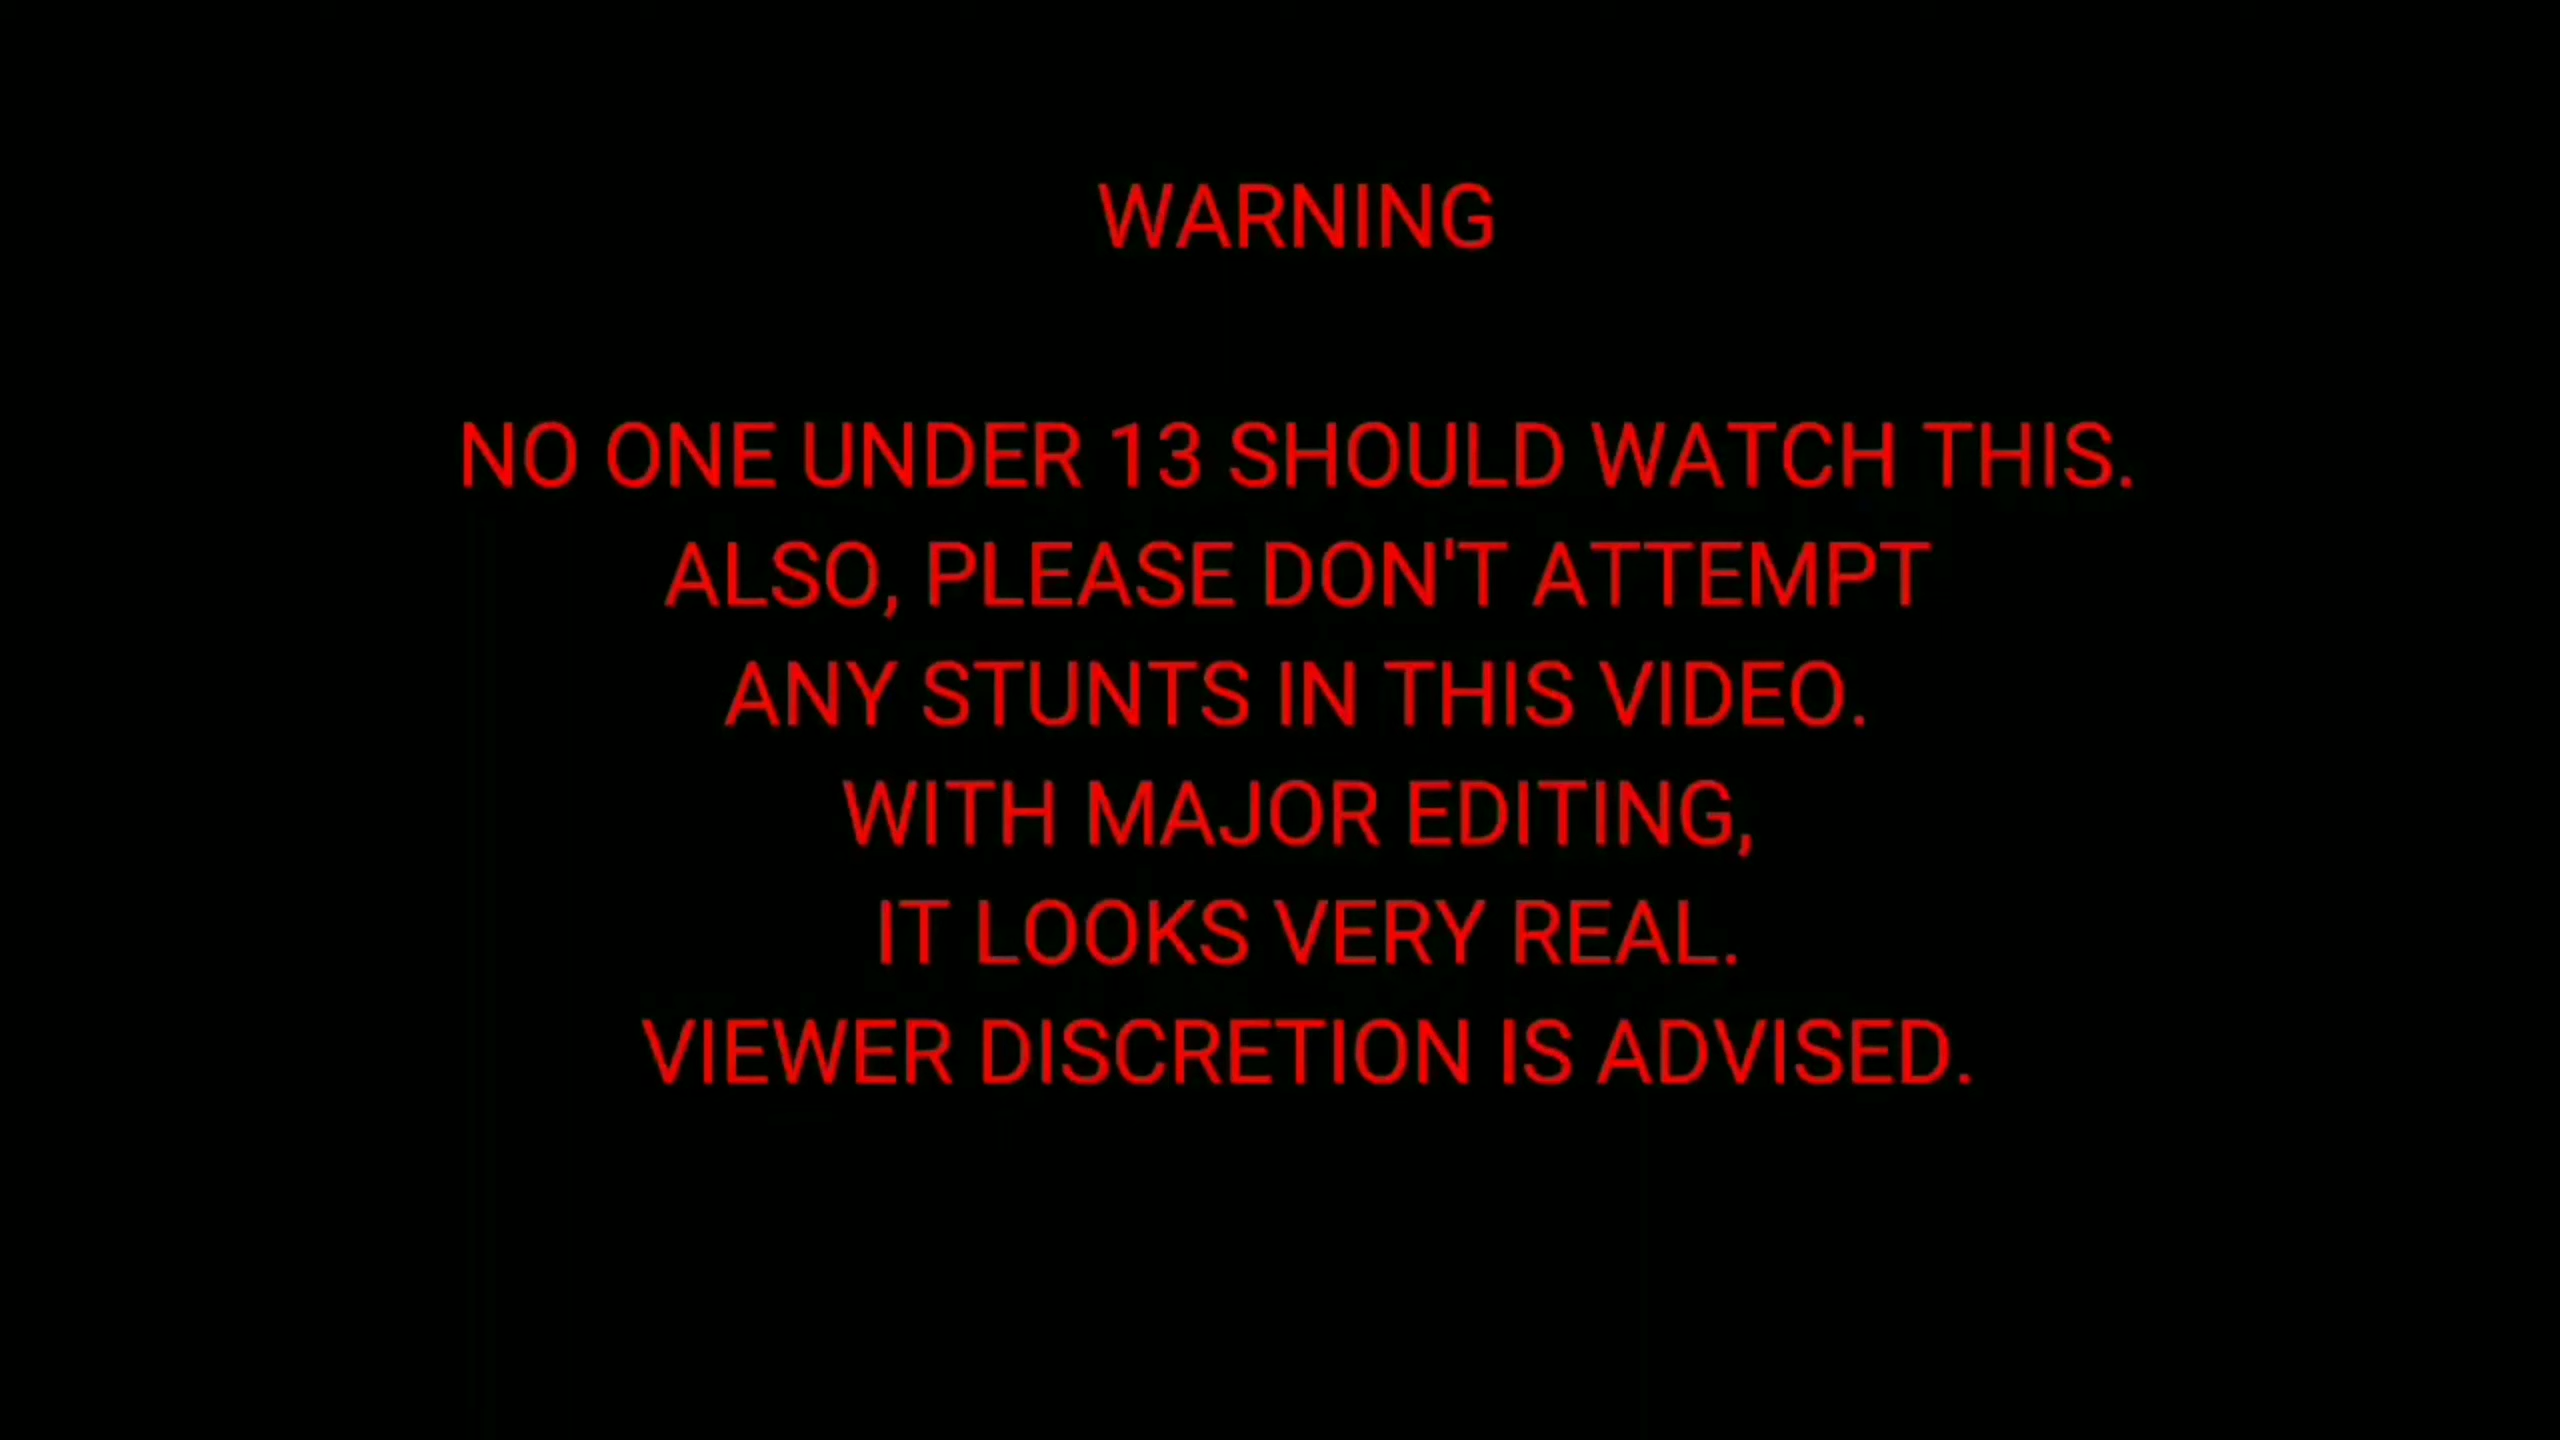 WARNING
NO ONE UNDER 13 SHOULD WATCH THIS.
ALSO, PLEASE DON'T ATTEMPT
ANY STUNTS IN THIS VIDEO.
WITH MAJOR EDITING,
IT LOOKS VERY REAL.
VIEWER DISCRETION IS ADVISED.